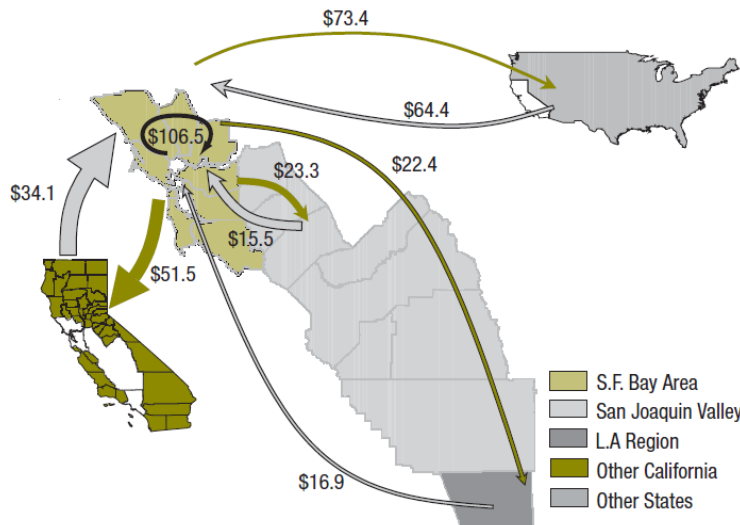 $73.4
$64.4
$106.5
$22.4
$23.3
$34.1
$15.5
$51.5
$16.9
S.F. Bay Area
San Joaquin Valley
L.A Region
Other California
Other States